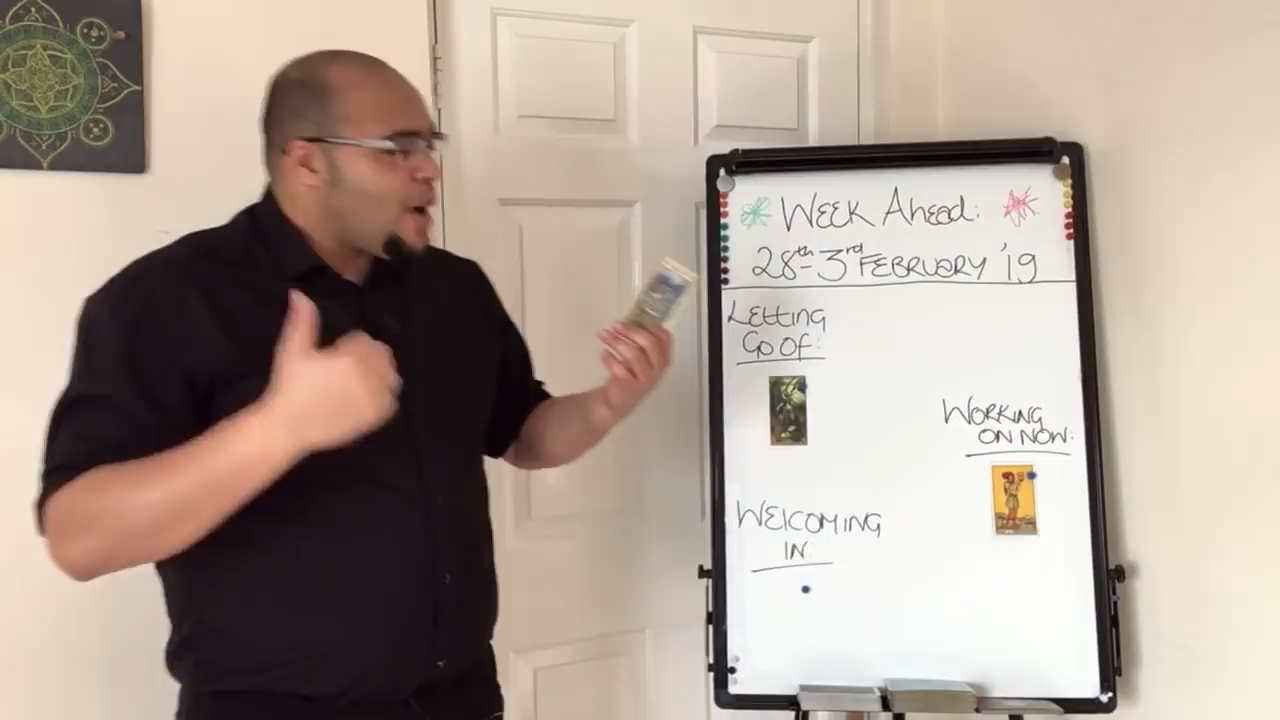 WEEK AHEAD:
28th-3rd FEBRUARY '19
LETTING
GO OF:
WORKING
ON NOW:
WELCOMING
IN: